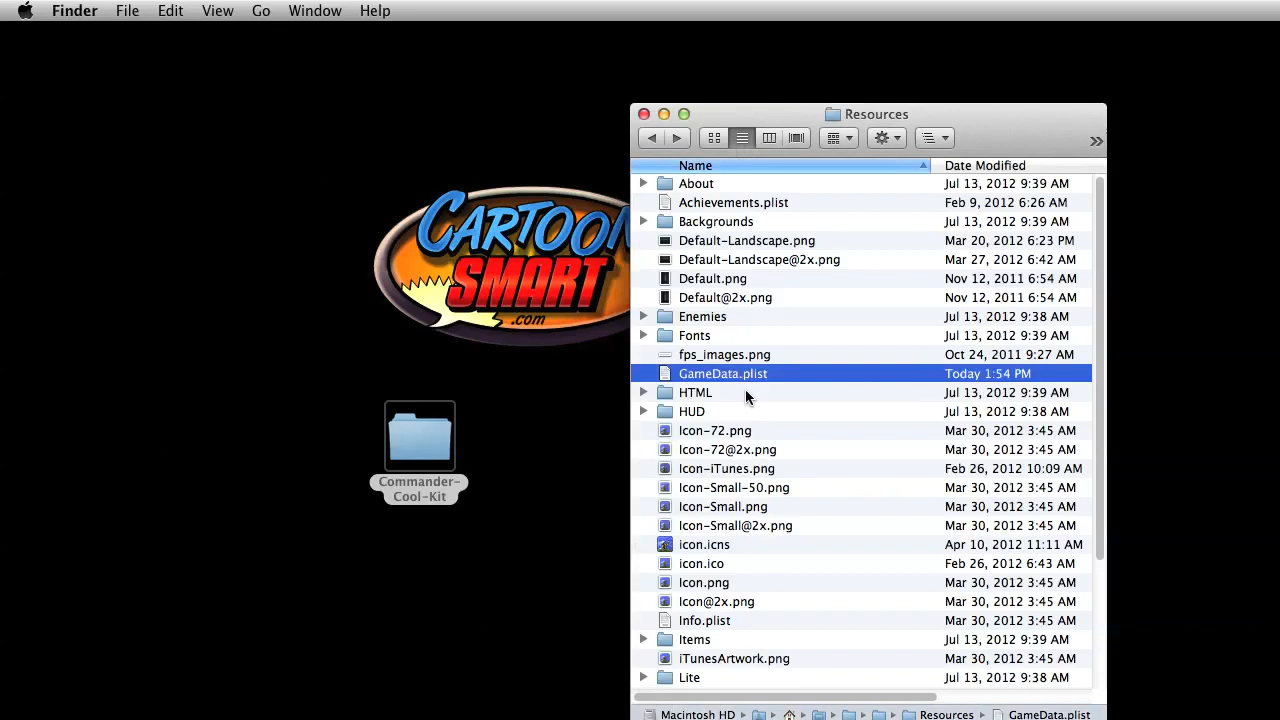 Finder File Edit View Go Window Help
CARTOON
SMART
.com
Commander-
Cool-Kit
Resources
Name Date Modified
About Jul 13, 2012 9:39 AM
Achievements.plist Feb 9, 2012 6:26 AM
Backgrounds Jul 13, 2012 9:39 AM
Default-Landscape.png Mar 20, 2012 6:23 PM
Default-Landscape@2x.png Mar 27, 2012 6:42 AM
Default.png Nov 12, 2011 6:54 AM
Default@2x.png Nov 12, 2011 6:54 AM
Enemies Jul 13, 2012 9:38 AM
Fonts Jul 13, 2012 9:39 AM
fps_images.png Oct 24, 2011 9:27 AM
GameData.plist Today 1:54 PM
HTML Jul 13, 2012 9:39 AM
HUD Jul 13, 2012 9:38 AM
Icon-72.png Mar 30, 2012 3:45 AM
Icon-72@2x.png Mar 30, 2012 3:45 AM
Icon-iTunes.png Feb 26, 2012 10:09 AM
Icon-Small-50.png Mar 30, 2012 3:45 AM
Icon-Small.png Mar 30, 2012 3:45 AM
Icon-Small@2x.png Mar 30, 2012 3:45 AM
icon.icns Apr 10, 2012 11:11 AM
icon.ico Feb 26, 2012 6:43 AM
Icon.png Mar 30, 2012 3:45 AM
Icon@2x.png Mar 30, 2012 3:45 AM
Info.plist Mar 30, 2012 3:45 AM
Items Jul 13, 2012 9:39 AM
iTunesArtwork.png Mar 30, 2012 3:45 AM
Lite Jul 13, 2012 9:38 AM
Macintosh HD Resources GameData.plist